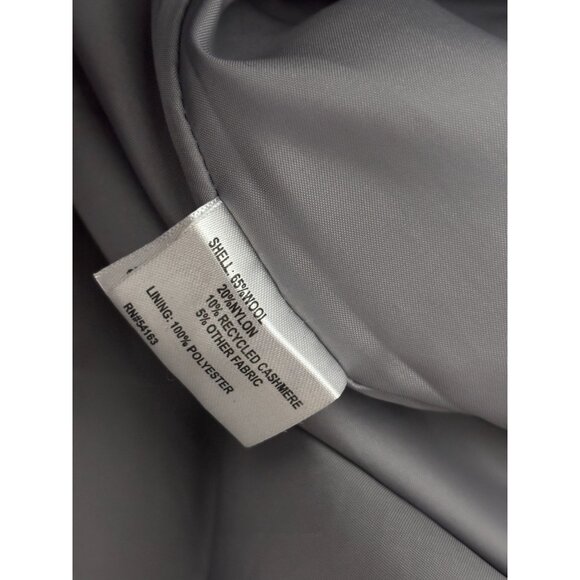 SHELL: 65%WOOL
20%NYLON
10% RECYCLED CASHMERE
5% OTHER FABRIC
LINING: 100% POLYESTER
RN#54163